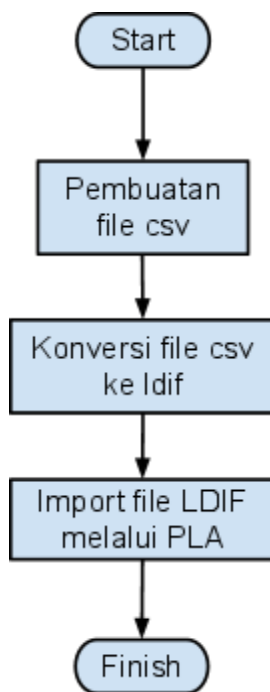 Start
Pembuatan
file csv
Konversi file csv
ke ldif
Import file LDIF
melalui PLA
Finish